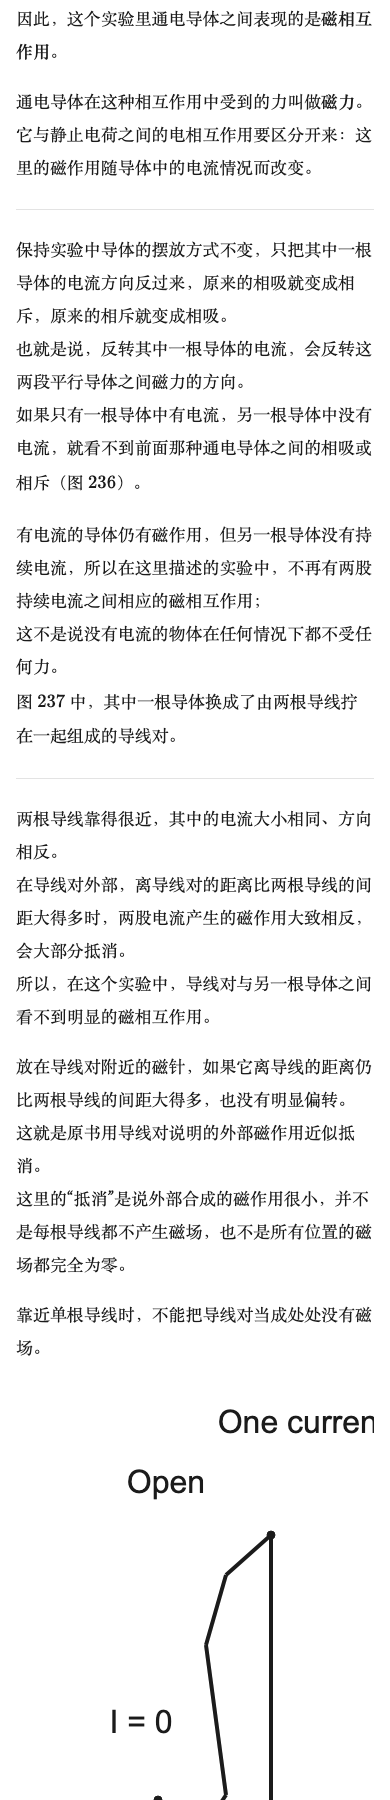 因此，这个实验里通电导体之间表现的是磁相互
作用。
通电导体在这种相互作用中受到的力叫做磁力。
它与静止电荷之间的电相互作用要区分开来：这
里的磁作用随导体中的电流情况而改变。
保持实验中导体的摆放方式不变，只把其中一根
导体的电流方向反过来，原来的相吸就变成相
斥，原来的相斥就变成相吸。
也就是说，反转其中一根导体的电流，会反转这
两段平行导体之间磁力的方向。
如果只有一根导体中有电流，另一根导体中没有
电流，就看不到前面那种通电导体之间的相吸或
相斥（图 236）。
有电流的导体仍有磁作用，但另一根导体没有持
续电流，所以在这里描述的实验中，不再有两股
持续电流之间相应的磁相互作用；
这不是说没有电流的物体在任何情况下都不受任
何力。
图 237 中，其中一根导体换成了由两根导线拧
在一起组成的导线对。
两根导线靠得很近，其中的电流大小相同、方向
相反。
在导线对外部，离导线对的距离比两根导线的间
距大得多时，两股电流产生的磁作用大致相反，
会大部分抵消。
所以，在这个实验中，导线对与另一根导体之间
看不到明显的磁相互作用。
放在导线对附近的磁针，如果它离导线的距离仍
比两根导线的间距大得多，也没有明显偏转。
这就是原书用导线对说明的外部磁作用近似抵
消。
这里的“抵消”是说外部合成的磁作用很小，并不
是每根导线都不产生磁场，也不是所有位置的磁
场都完全为零。
靠近单根导线时，不能把导线对当成处处没有磁
场。
One curren
Open
I = 0